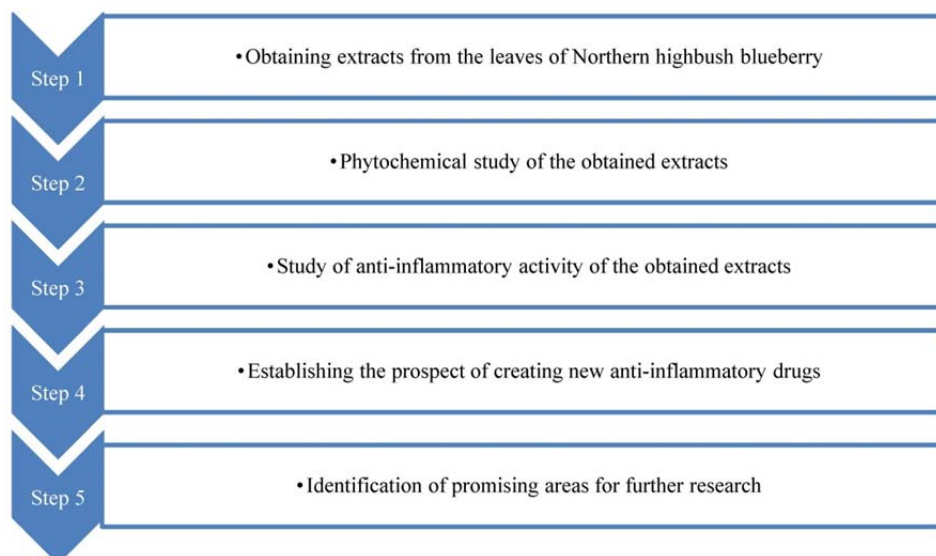 Step 1
•Obtaining extracts from the leaves of Northern highbush blueberry
Step 2
•Phytochemical study of the obtained extracts
Step 3
•Study of anti-inflammatory activity of the obtained extracts
Step 4
•Establishing the prospect of creating new anti-inflammatory drugs
Step 5
•Identification of promising areas for further research